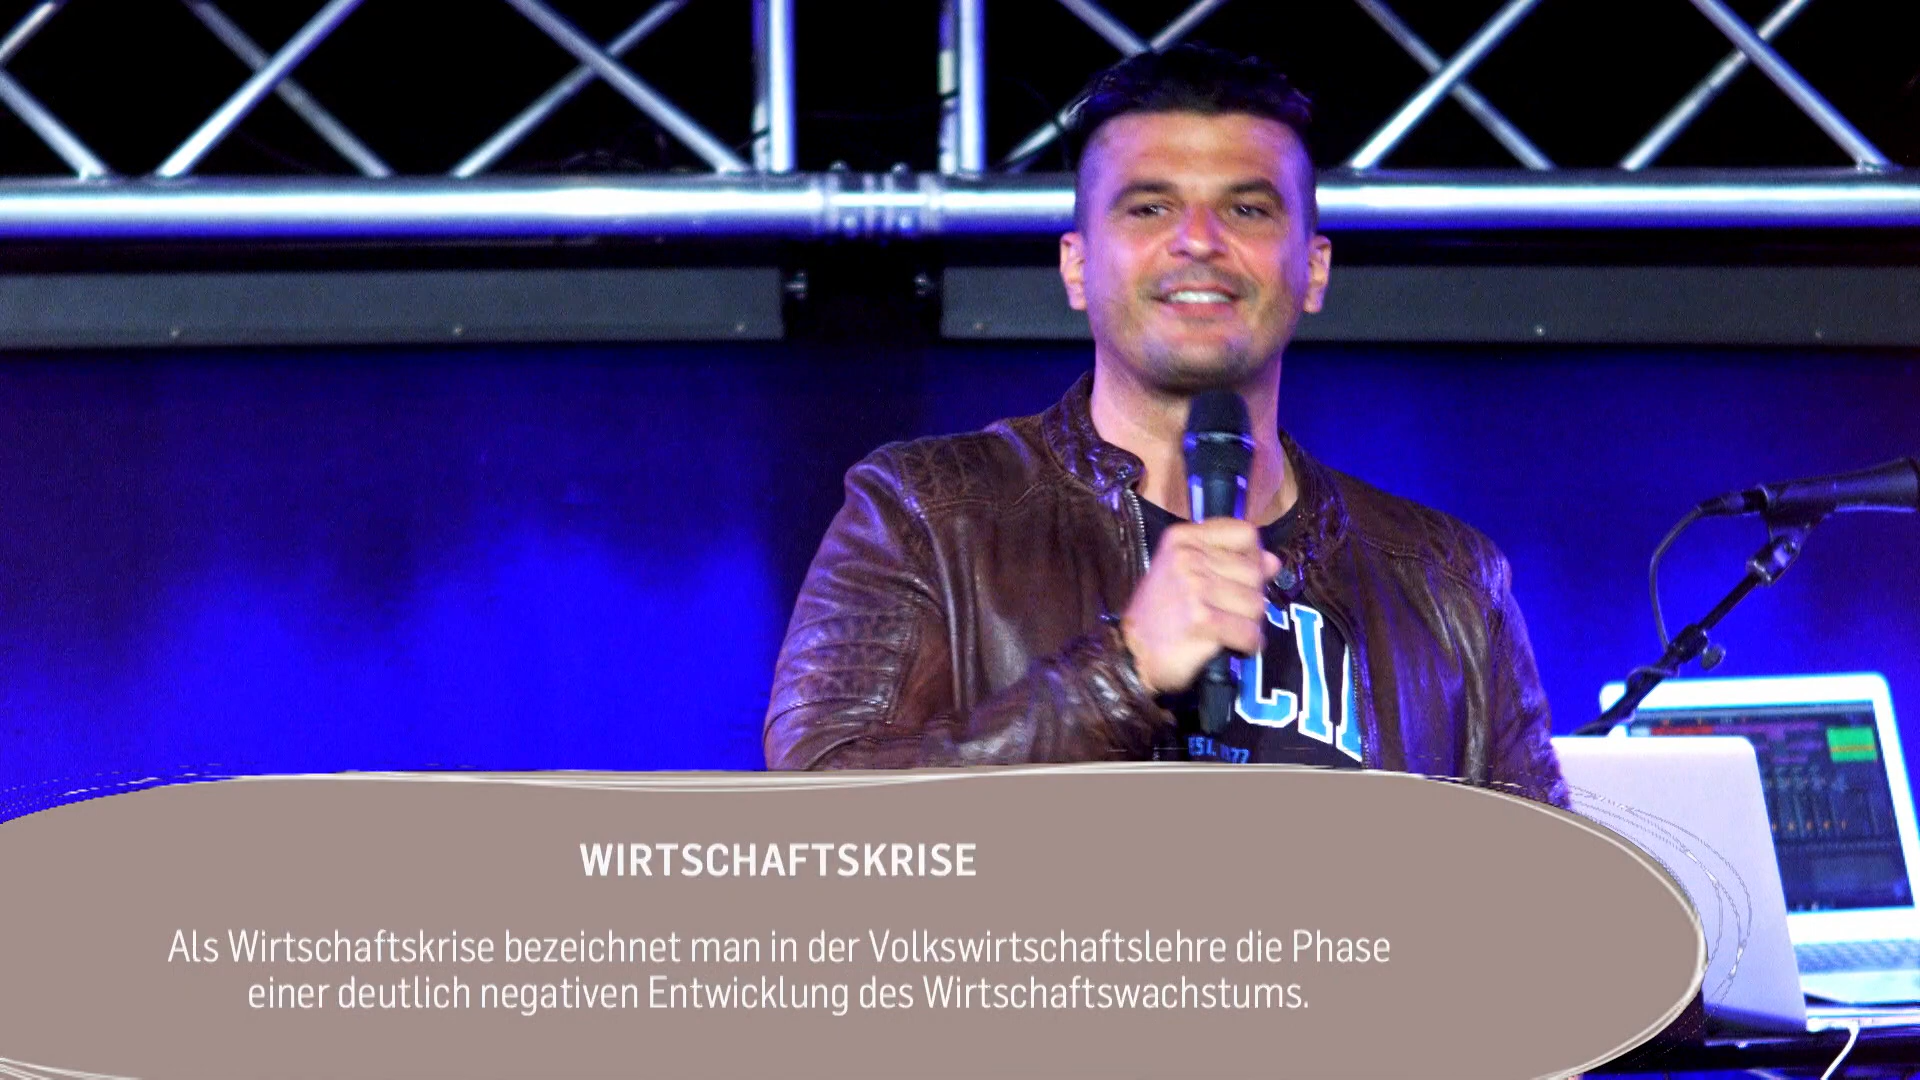 WIRTSCHAFTSKRISE
Als Wirtschaftskrise bezeichnet man in der Volkswirtschaftslehre die Phase
einer deutlich negativen Entwicklung des Wirtschaftswachstums.